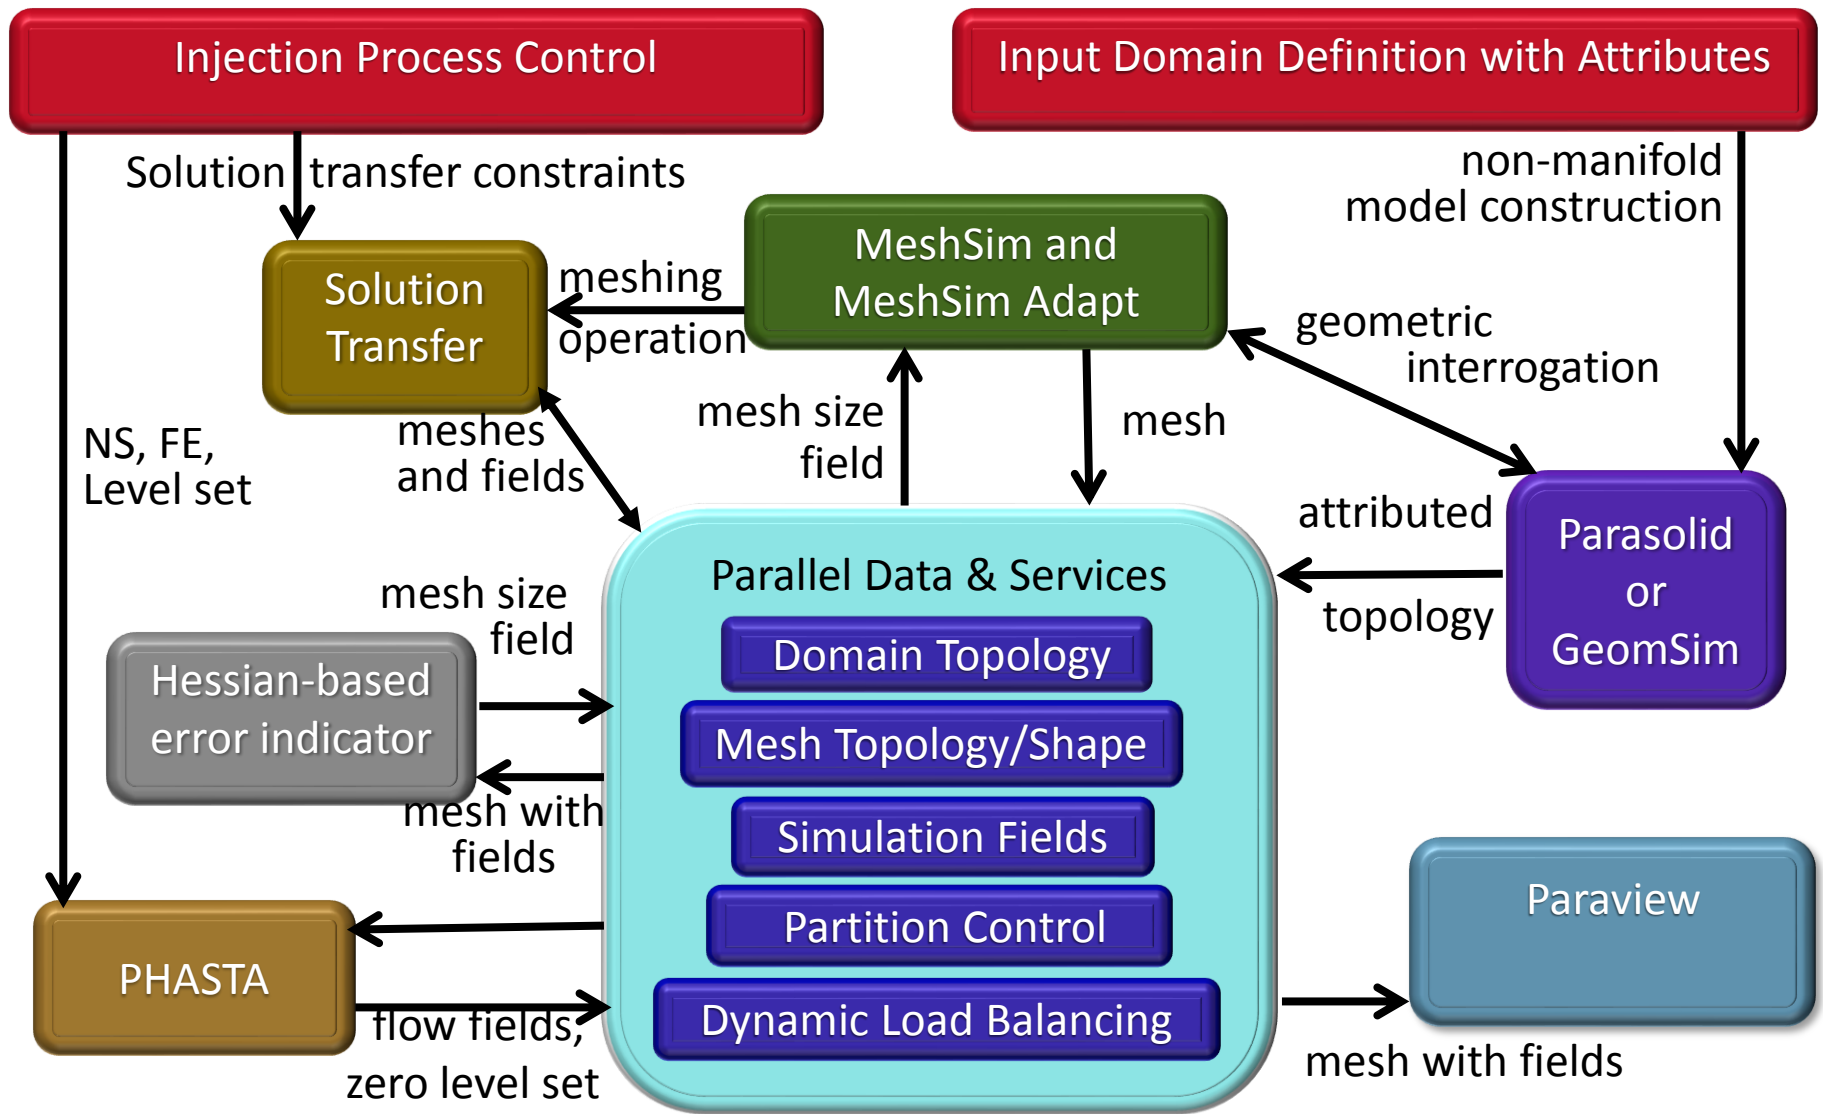 Injection Process Control
Input Domain Definition with Attributes
Solution transfer constraints
non-manifold
model construction
MeshSim and
MeshSim Adapt
Solution
Transfer
meshing
operation
geometric
interrogation
NS, FE,
Level set
meshes
and fields
mesh size
field
mesh
attributed
topology
Parasolid
or
GeomSim
Parallel Data & Services
Domain Topology
Mesh Topology/Shape
Simulation Fields
Partition Control
Dynamic Load Balancing
mesh size
field
Hessian-based
error indicator
mesh with
fields
PHASTA
flow fields,
zero level set
Paraview
mesh with fields